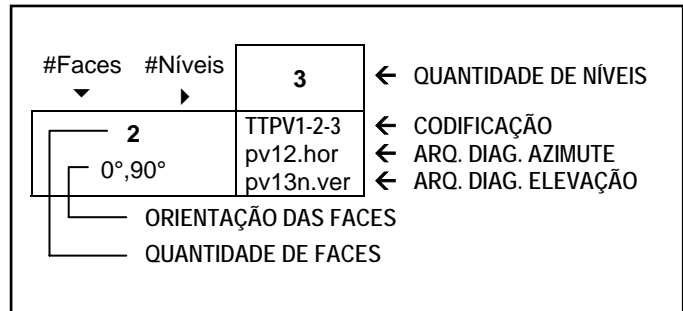 #Faces #Níveis
3
QUANTIDADE DE NÍVEIS
2
0°,90°
TTPV1-2-3
pv12.hor
pv13n.ver
CODIFICAÇÃO
ARQ. DIAG. AZIMUTE
ARQ. DIAG. ELEVAÇÃO
ORIENTAÇÃO DAS FACES
QUANTIDADE DE FACES